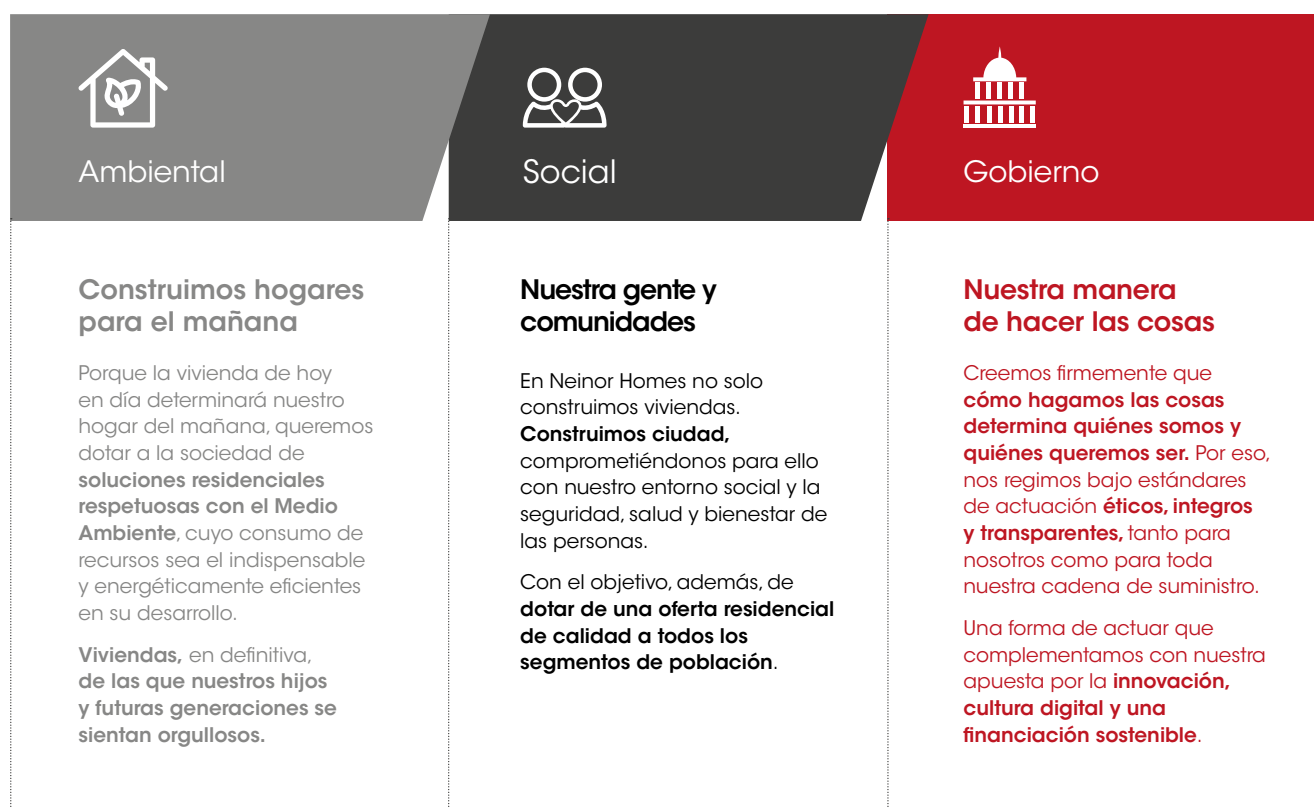 Ambiental
Construimos hogares
para el mañana
Porque la vivienda de hoy
en día determinará nuestro
hogar del mañana, queremos
dotar a la sociedad de
soluciones residenciales
respetuosas con el Medio
Ambiente, cuyo consumo de
recursos sea el indispensable
y energéticamente eficientes
en su desarrollo.
Viviendas, en definitiva,
de las que nuestros hijos
y futuras generaciones se
sientan orgullosos.
Social
Nuestra gente y
comunidades
En Neinor Homes no solo
construimos viviendas.
Construimos ciudad,
comprometiéndonos para ello
con nuestro entorno social y la
seguridad, salud y bienestar de
las personas.
Con el objetivo, además, de
dotar de una oferta residencial
de calidad a todos los
segmentos de población.
Gobierno
Nuestra manera
de hacer las cosas
Creemos firmemente que
cómo hagamos las cosas
determina quiénes somos y
quiénes queremos ser. Por eso,
nos regimos bajo estándares
de actuación éticos, integros
y transparentes, tanto para
nosotros como para toda
nuestra cadena de suministro.
Una forma de actuar que
complementamos con nuestra
apuesta por la innovación,
cultura digital y una
financiación sostenible.